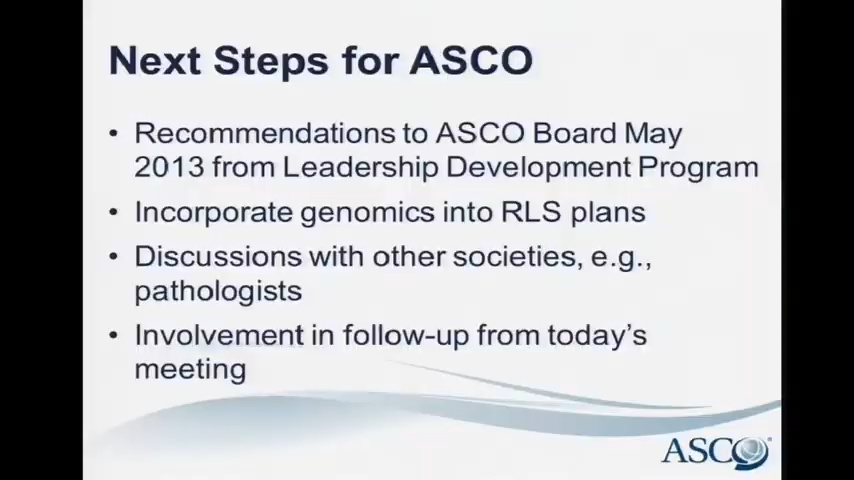 Next Steps for ASCO
• Recommendations to ASCO Board May
2013 from Leadership Development Program
• Incorporate genomics into RLS plans
• Discussions with other societies, e.g.,
pathologists
• Involvement in follow-up from today's
meeting
ASCO